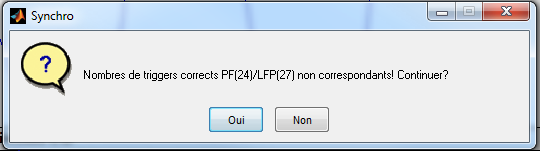 Synchro
Nombres de triggers corrects PF(24)/LFP(27) non correspondants! Continuer?
Oui
Non